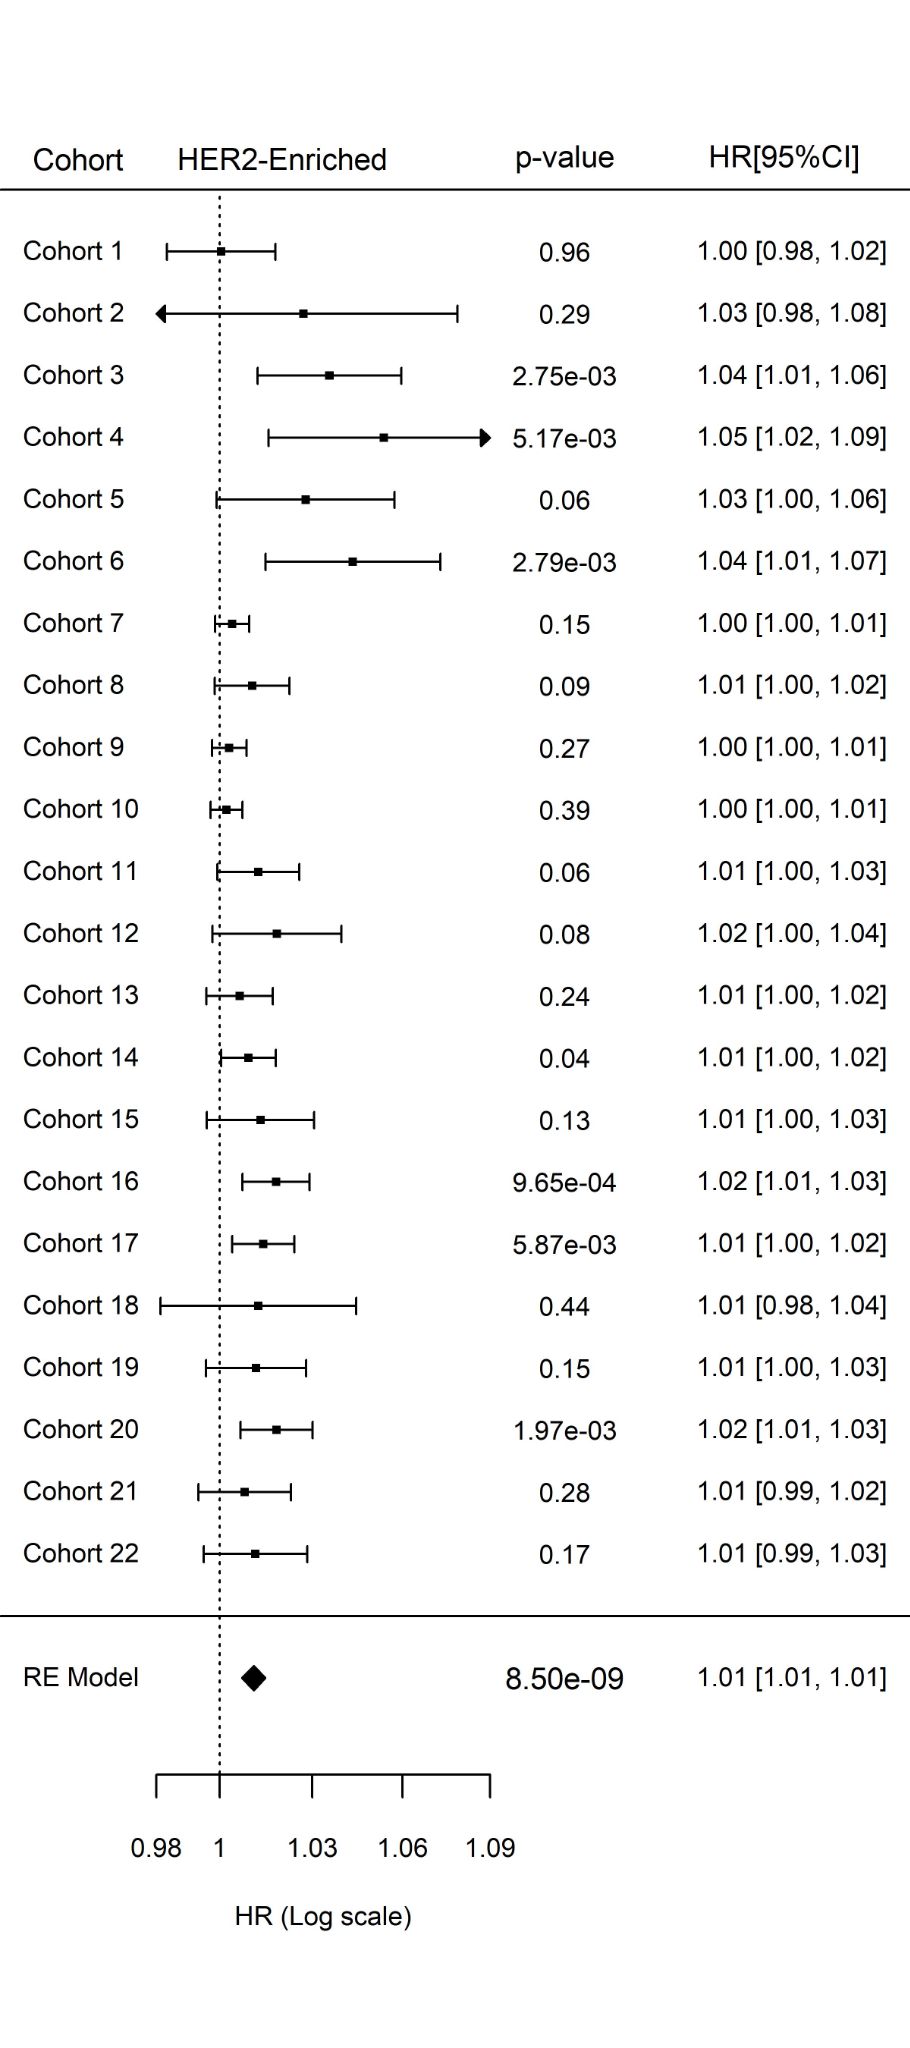 Cohort HER2-Enriched p-value HR[95%CI]
Cohort 1 0.96 1.00 [0.98, 1.02]
Cohort 2 0.29 1.03 [0.98, 1.08]
Cohort 3 2.75e-03 1.04 [1.01, 1.06]
Cohort 4 5.17e-03 1.05 [1.02, 1.09]
Cohort 5 0.06 1.03 [1.00, 1.06]
Cohort 6 2.79e-03 1.04 [1.01, 1.07]
Cohort 7 0.15 1.00 [1.00, 1.01]
Cohort 8 0.09 1.01 [1.00, 1.02]
Cohort 9 0.27 1.00 [1.00, 1.01]
Cohort 10 0.39 1.00 [1.00, 1.01]
Cohort 11 0.06 1.01 [1.00, 1.03]
Cohort 12 0.08 1.02 [1.00, 1.04]
Cohort 13 0.24 1.01 [1.00, 1.02]
Cohort 14 0.04 1.01 [1.00, 1.02]
Cohort 15 0.13 1.01 [1.00, 1.03]
Cohort 16 9.65e-04 1.02 [1.01, 1.03]
Cohort 17 5.87e-03 1.01 [1.00, 1.02]
Cohort 18 0.44 1.01 [0.98, 1.04]
Cohort 19 0.15 1.01 [1.00, 1.03]
Cohort 20 1.97e-03 1.02 [1.01, 1.03]
Cohort 21 0.28 1.01 [0.99, 1.02]
Cohort 22 0.17 1.01 [0.99, 1.03]
RE Model 8.50e-09 1.01 [1.01, 1.01]
0.98 1 1.03 1.06 1.09
HR (Log scale)